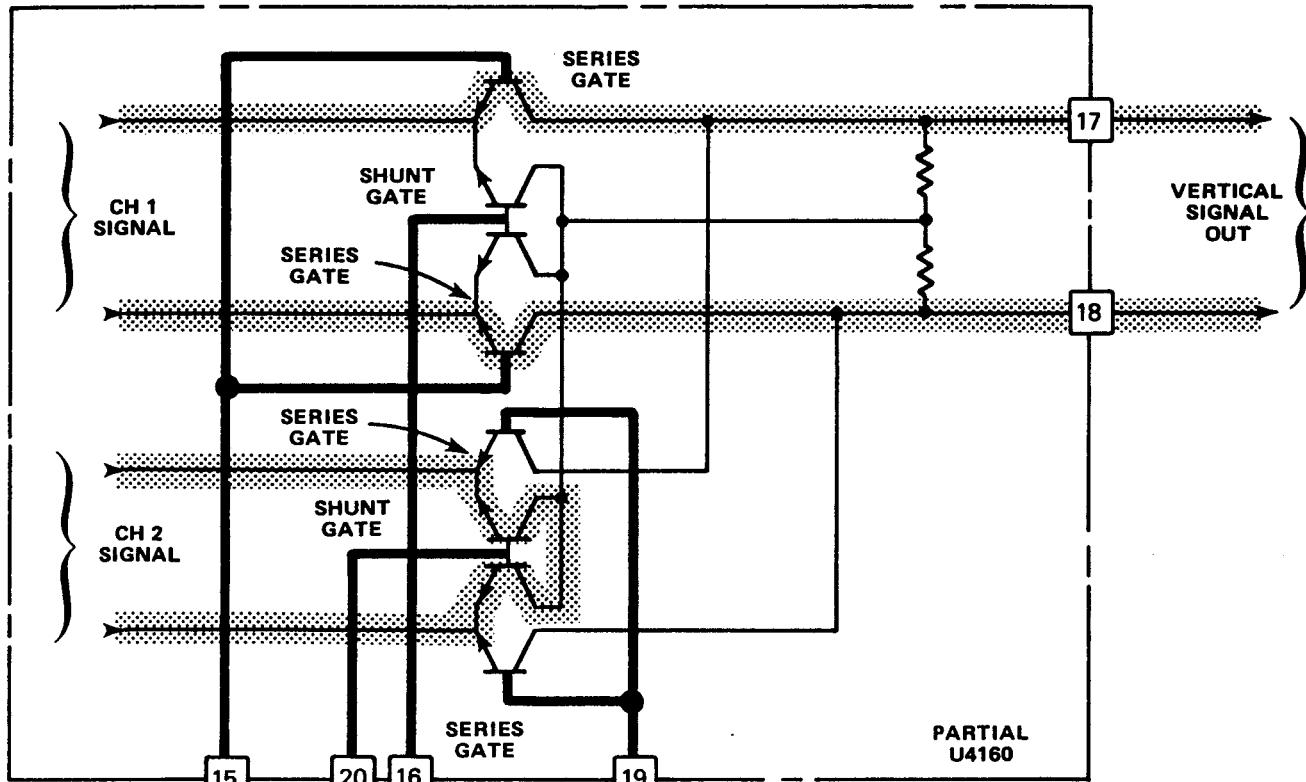 SERIES
GATE
17
SHUNT
GATE
CH 1
SIGNAL
VERTICAL
SIGNAL
OUT
SERIES
GATE
18
SERIES
GATE
SHUNT
GATE
CH 2
SIGNAL
SERIES
GATE
PARTIAL
U4160
15
20
16
19